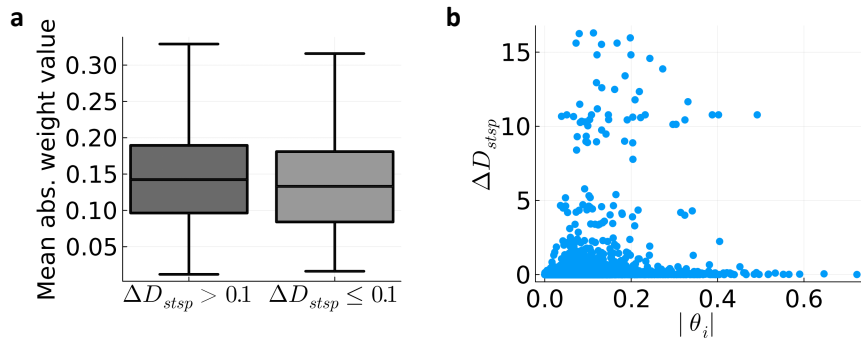 a
Mean abs. weight value
0.30
0.25
0.20
0.15
0.10
0.05
ΔD_stsp > 0.1
ΔD_stsp ≤ 0.1
b
ΔD_stsp
15
10
5
0
0.0
0.2
0.4
0.6
|θ_i|